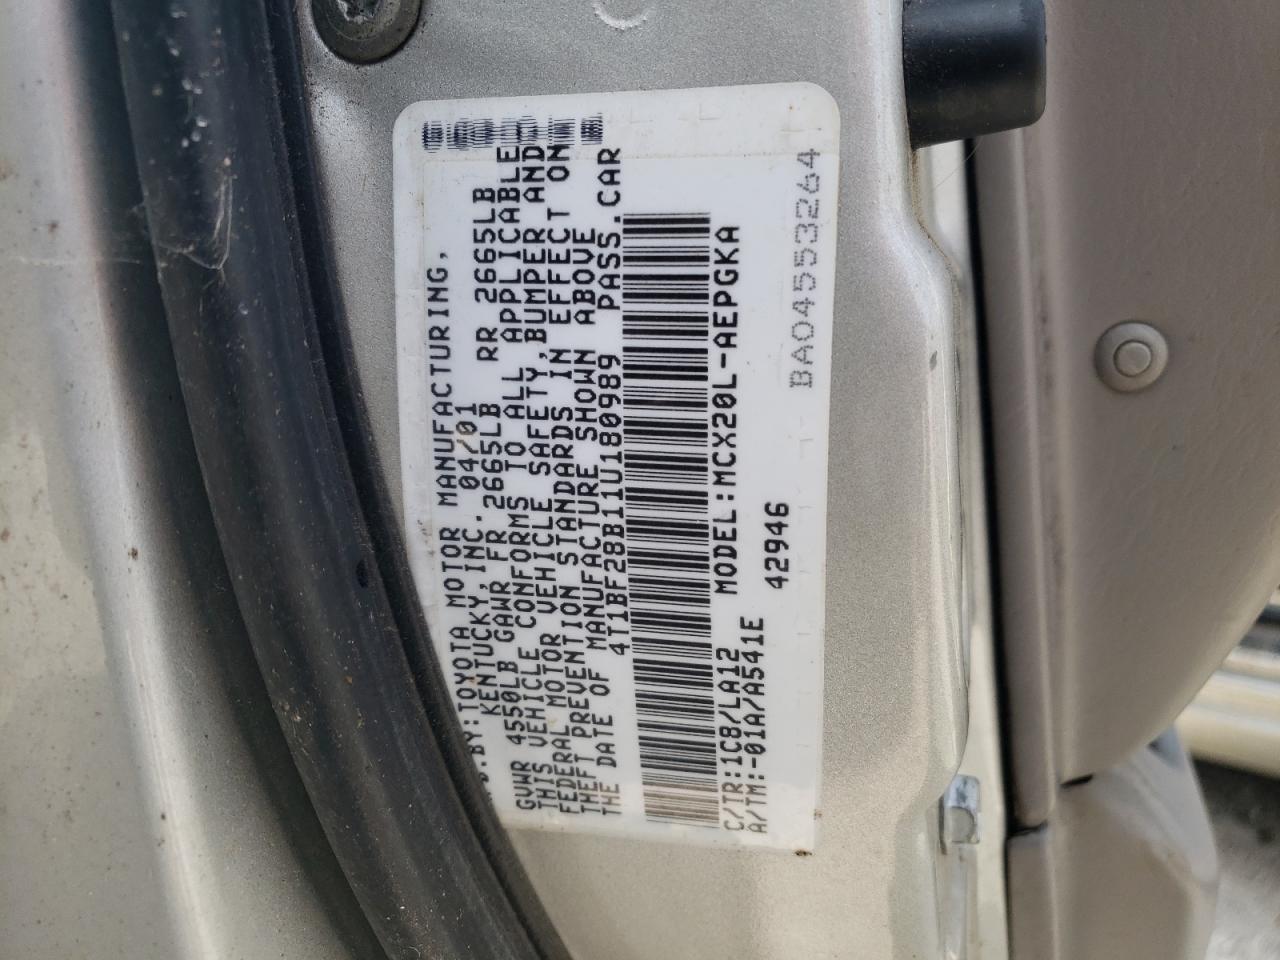 D.BY:TOYOTA MOTOR MANUFACTURING,
KENTUCKY,INC. 04/01
GVWR 4550LB GAWR FR 2665LB RR 2665LB
THIS VEHICLE CONFORMS TO ALL APPLICABLE
FEDERAL MOTOR VEHICLE SAFETY,BUMPER AND
THEFT PREVENTION STANDARDS IN EFFECT ON
THE DATE OF MANUFACTURE SHOWN ABOVE
4T1BF28B11U180989 PASS.CAR
MODEL:MCX20L-AEPGKA
C/TR:1C8/LA12
A/TM:-01A/A541E 42946
BA04553264